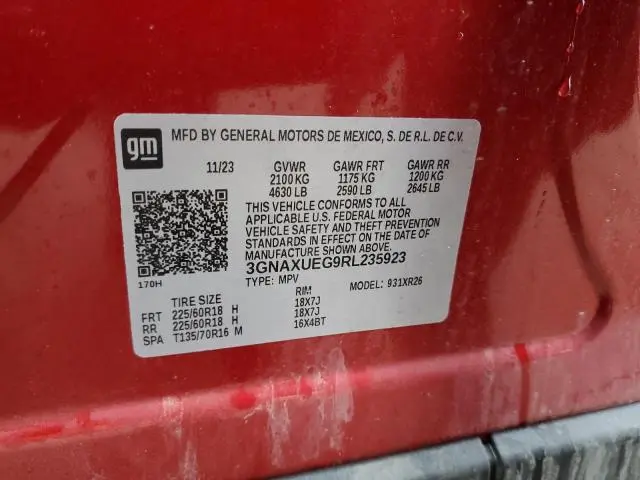 gm
MFD BY GENERAL MOTORS DE MEXICO, S. DE R.L. DE C.V.
11/23 GVWR GAWR FRT GAWR RR
2100 KG 1175 KG 1200 KG
4630 LB 2590 LB 2645 LB
THIS VEHICLE CONFORMS TO ALL
APPLICABLE U.S. FEDERAL MOTOR
VEHICLE SAFETY AND THEFT PREVENTION
STANDARDS IN EFFECT ON THE DATE OF
MANUFACTURE SHOWN ABOVE.
3GNAXUEG9RL235923
170H TYPE: MPV MODEL: 931XR26
TIRE SIZE RIM
FRT 225/60R18 H 18X7J
RR 225/60R18 H 18X7J
SPA T135/70R16 M 16X4BT